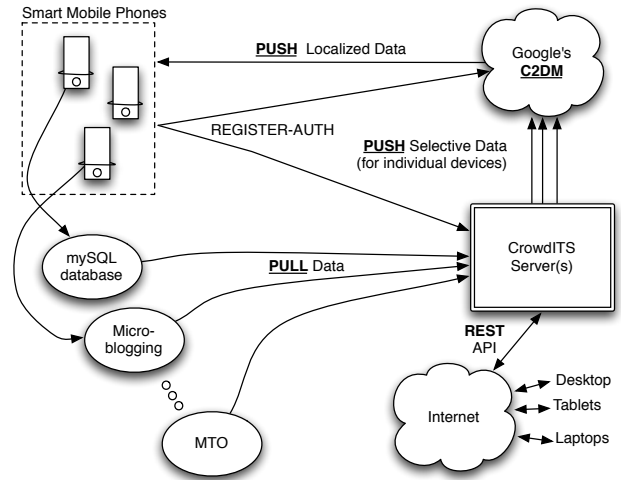 Smart Mobile Phones
PUSH Localized Data
Google's
C2DM
REGISTER-AUTH
PUSH Selective Data
(for individual devices)
mySQL
database
PULL Data
CrowdITS
Server(s)
Micro-
blogging
REST
API
MTO
Internet
Desktop
Tablets
Laptops